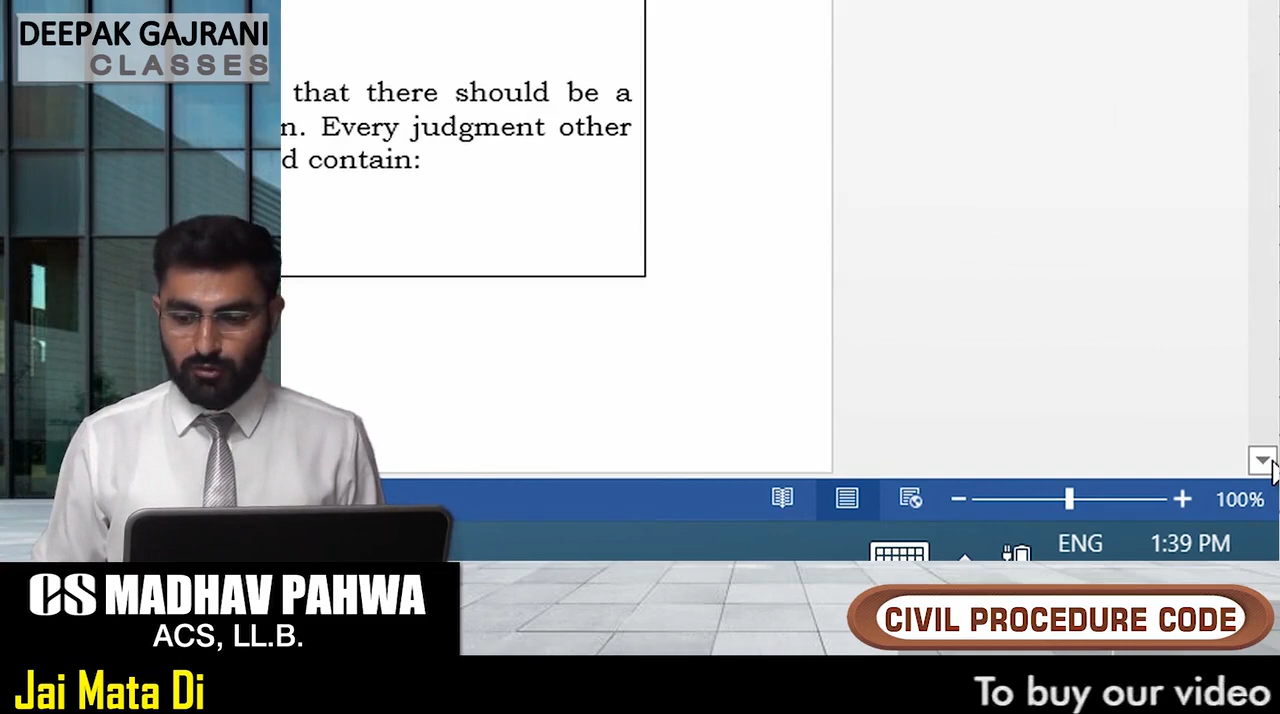 DEEPAK GAJRANI
CLASSES
that there should be a
n. Every judgment other
d contain:
100%
ENG
1:39 PM
CS MADHAV PAHWA
ACS, LL.B.
CIVIL PROCEDURE CODE
Jai Mata Di
To buy our video